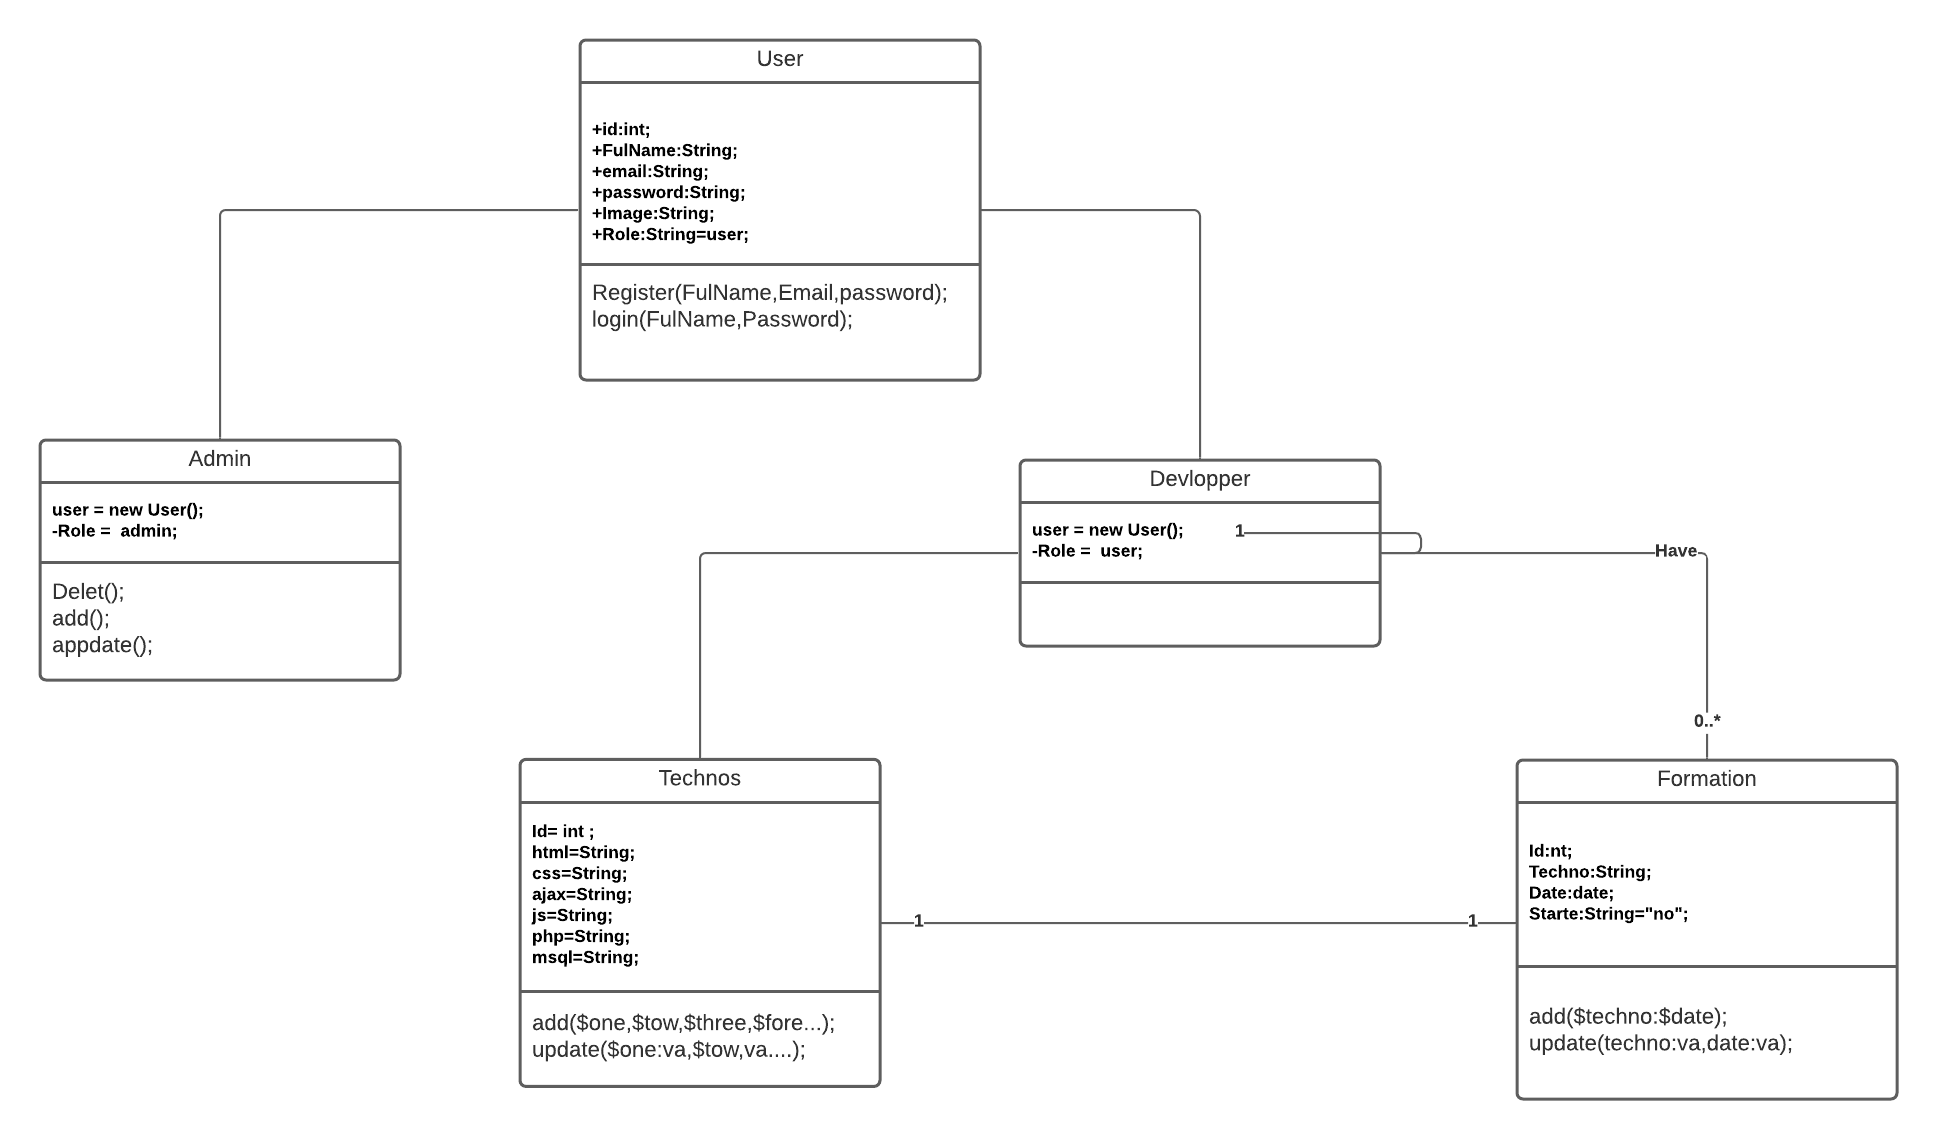 User
+id:int;
+FulName:String;
+email:String;
+password:String;
+Image:String;
+Role:String=user;
Register(FulName,Email,password);
login(FulName,Password);
Admin
user = new User();
-Role =  admin;
Delet();
add();
appdate();
Devlopper
user = new User();
-Role =  user;
1
Have
0..*
Technos
Id= int ;
html=String;
css=String;
ajax=String;
js=String;
php=String;
msql=String;
add($one,$tow,$three,$fore...);
update($one:va,$tow,va....);
1
1
Formation
Id:nt;
Techno:String;
Date:date;
Starte:String="no";
add($techno:$date);
update(techno:va,date:va);